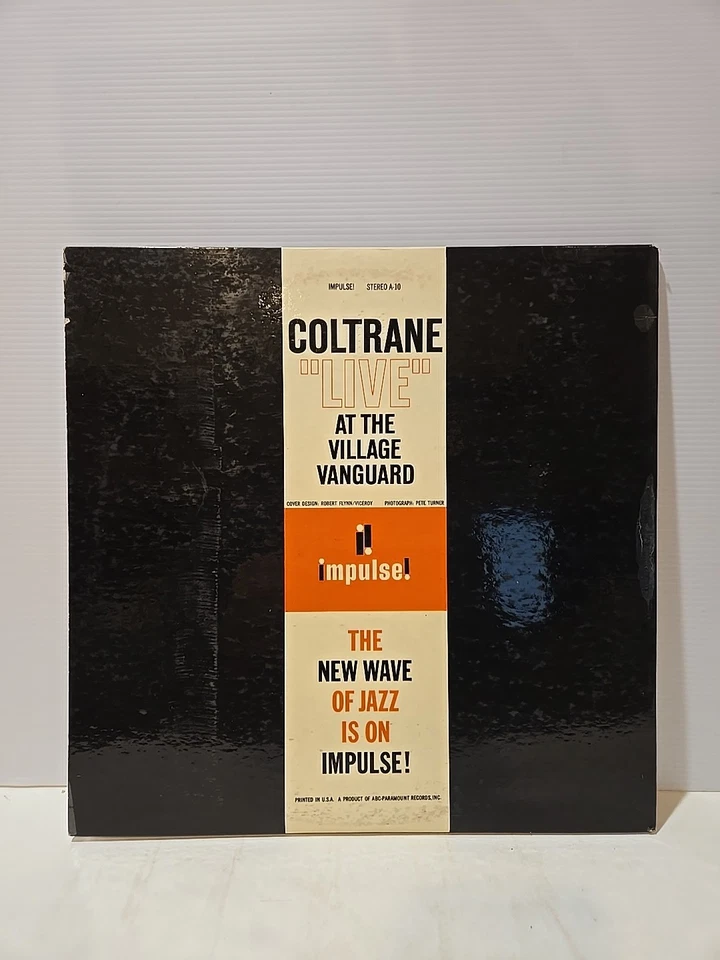 IMPULSE! STEREO A-10
COLTRANE
"LIVE"
AT THE
VILLAGE
VANGUARD
COVER DESIGN: ROBERT FLYNN/VICEROY PHOTOGRAPH: PETE TURNER
i!
impulse!
THE
NEW WAVE
OF JAZZ
IS ON
IMPULSE!
PRINTED IN U.S.A. A PRODUCT OF ABC-PARAMOUNT RECORDS, INC.